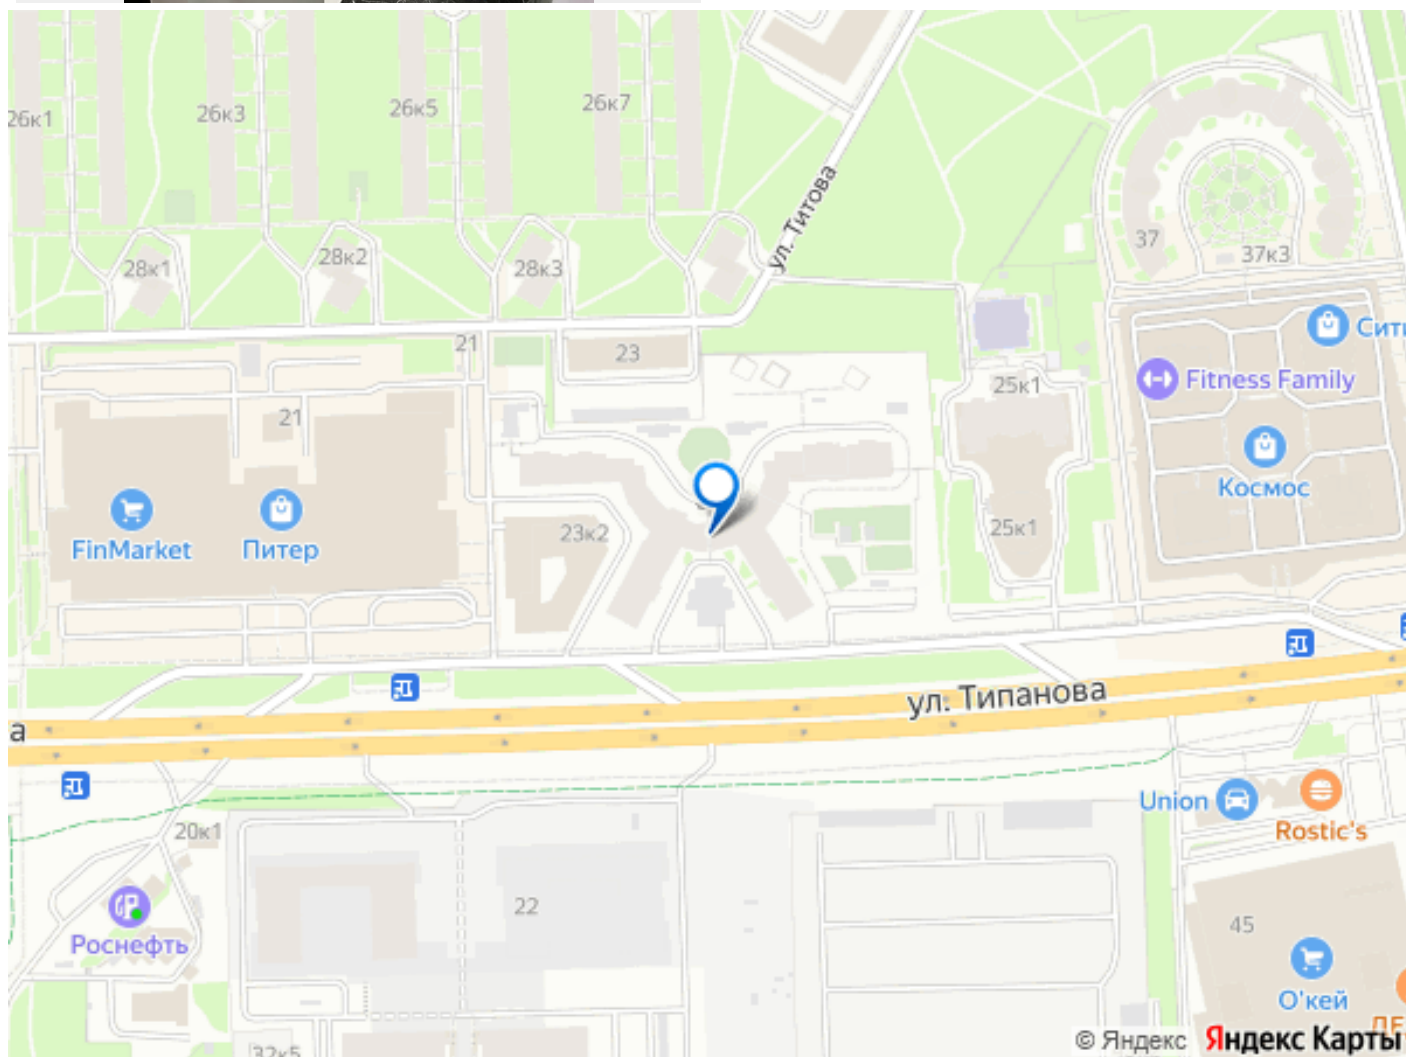 26к1
26к3
26к5
26к7
ул. Титова
28к1
28к2
28к3
37
37к3
21
23
Сити
Fitness Family
25к1
21
Космос
FinMarket
Питер
23к2
25к1
ул. Типанова
а
Union
Rostic's
20к1
22
Роснефть
45
О'кей
32к5
© Яндекс
Яндекс Карты